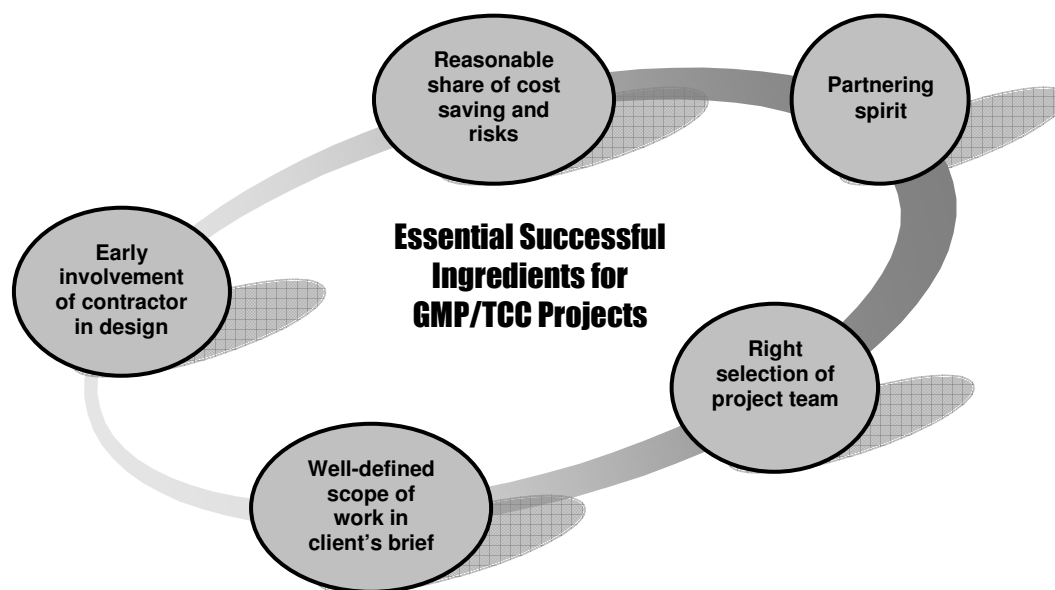 Reasonable
share of cost
saving and
risks
Partnering
spirit
Essential Successful
Ingredients for
GMP/TCC Projects
Early
involvement
of contractor
in design
Right
selection of
project team
Well-defined
scope of
work in
client's brief